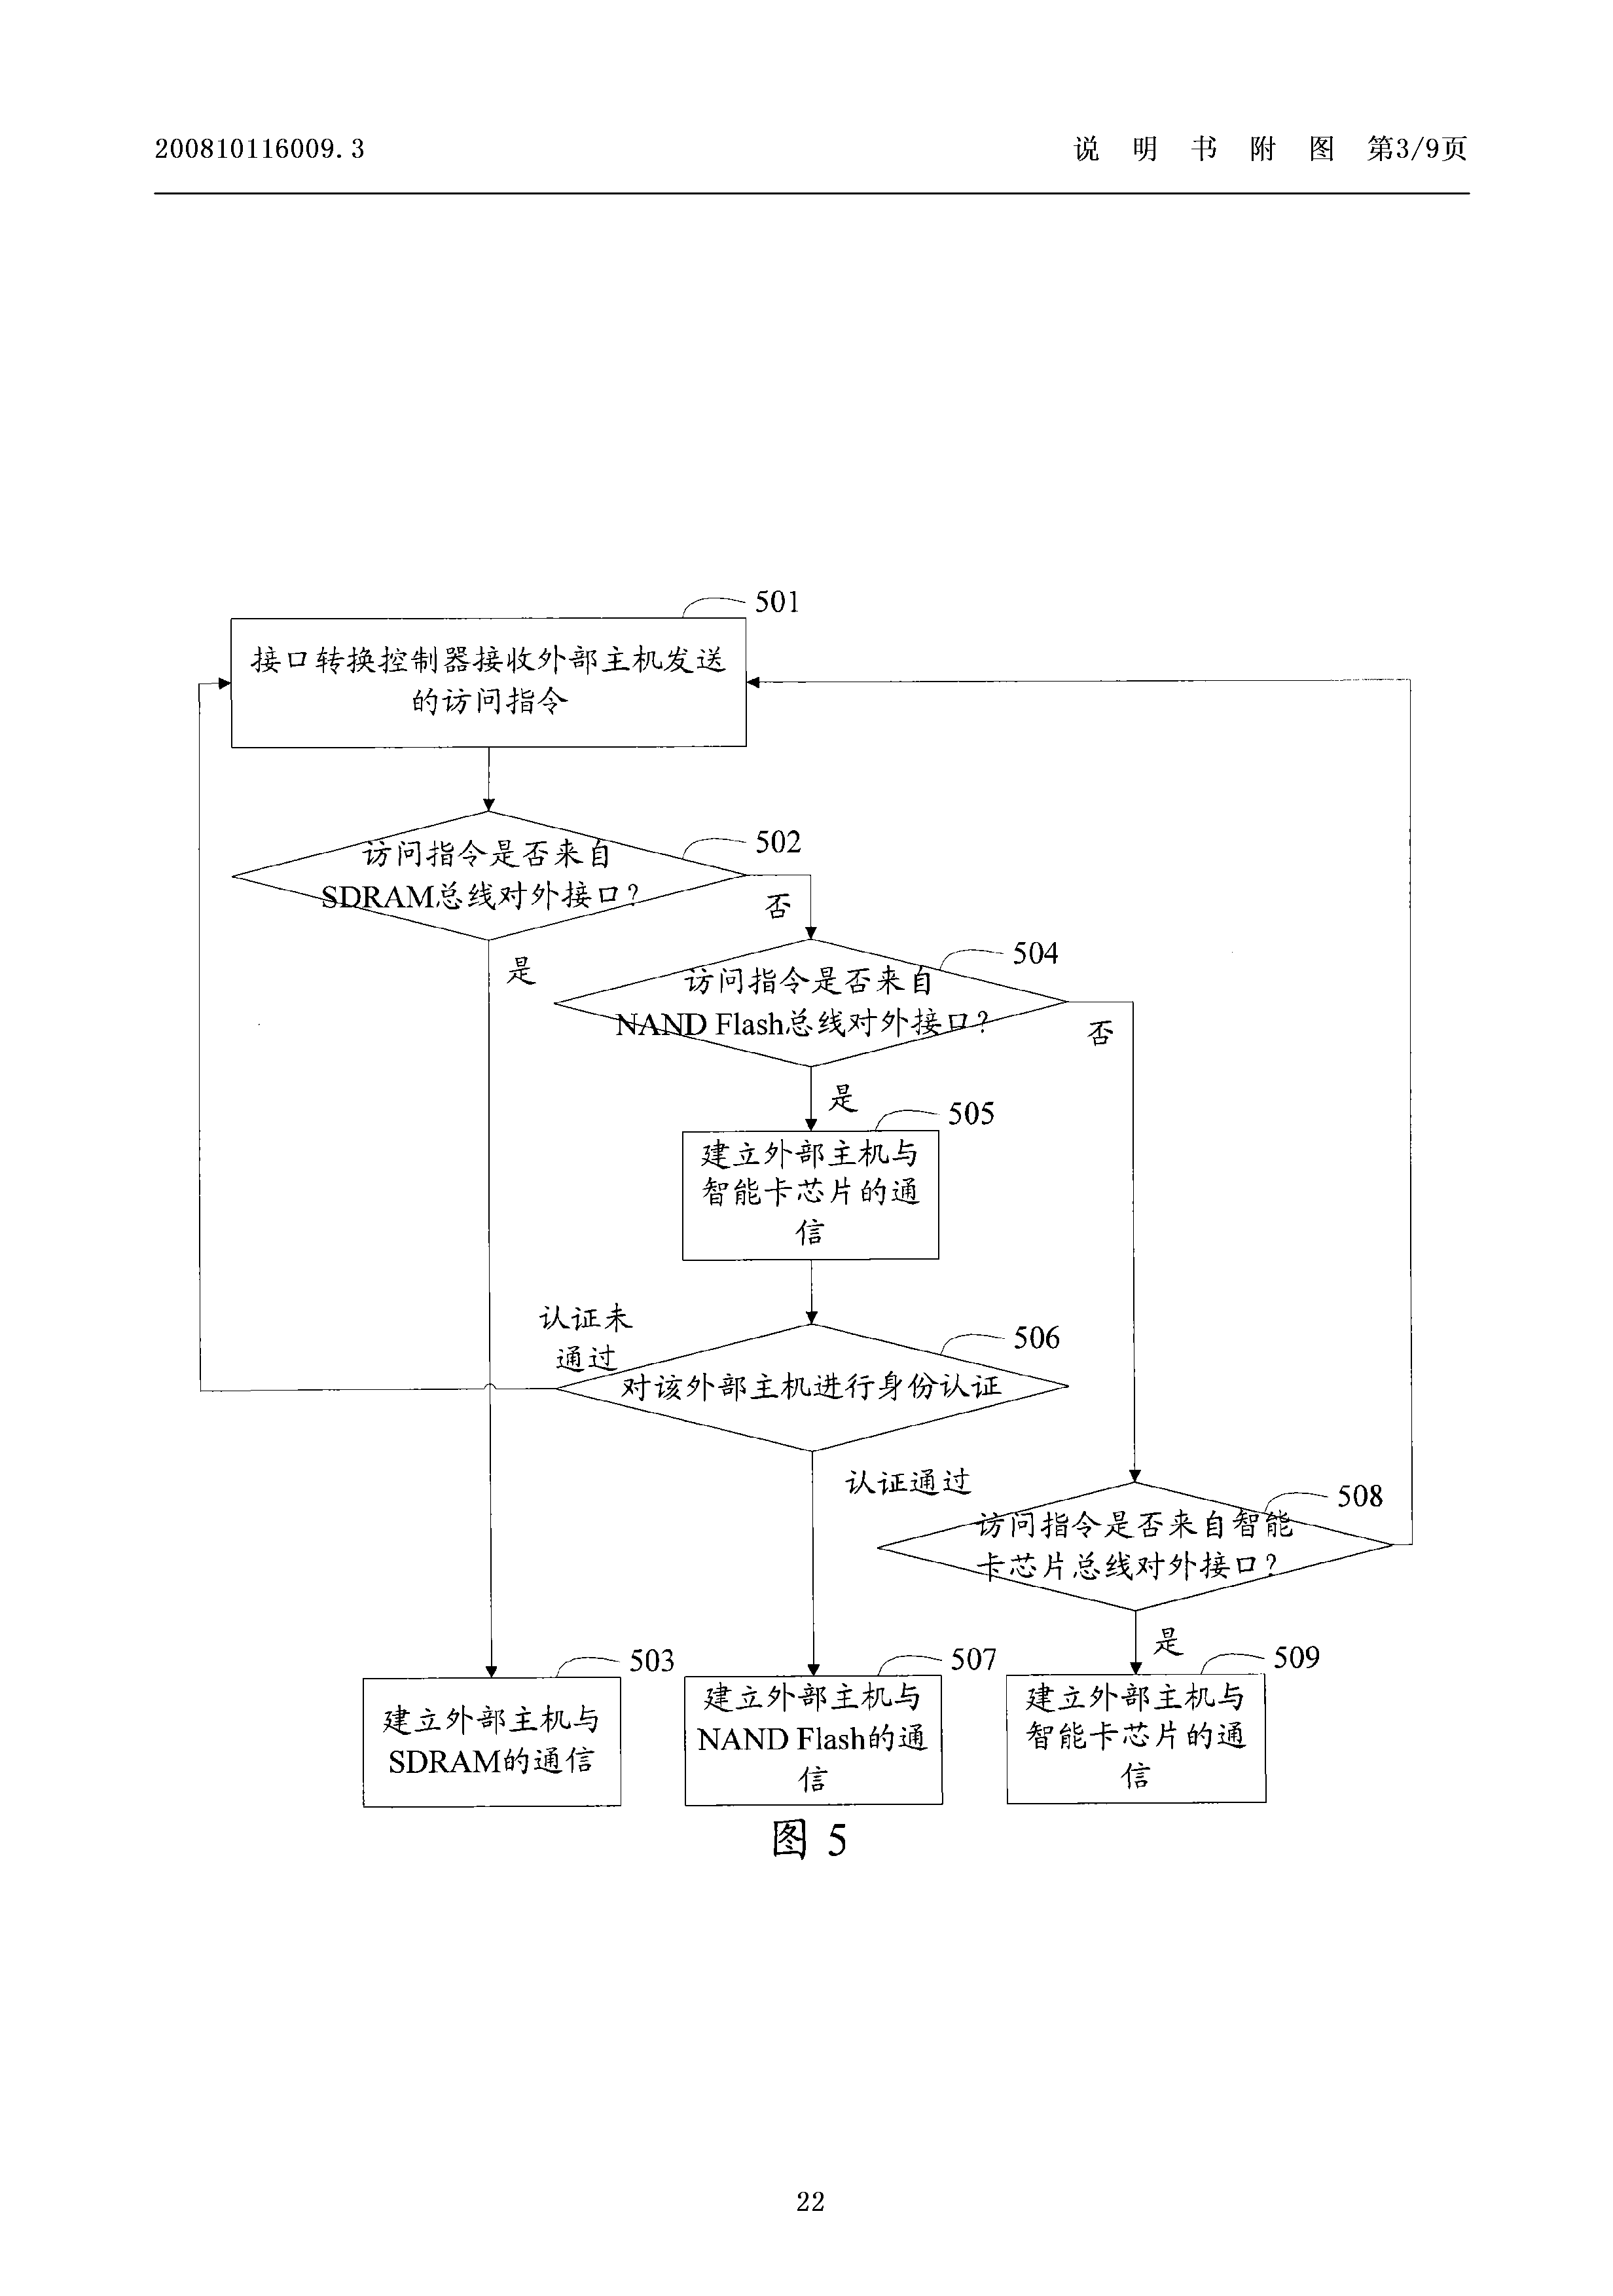 200810116009.3
说 明 书 附 图 第3/9页
501
接口转换控制器接收外部主机发送
的访问指令
502
访问指令是否来自
SDRAM总线对外接口?
否
是
504
访问指令是否来自
NAND Flash总线对外接口?
否
是
505
建立外部主机与
智能卡芯片的通
信
认证未
通过
506
对该外部主机进行身份认证
认证通过
508
访问指令是否来自智能
卡芯片总线对外接口?
是
503
建立外部主机与
SDRAM的通信
507
建立外部主机与
NAND Flash的通
信
509
建立外部主机与
智能卡芯片的通
信
图 5
22